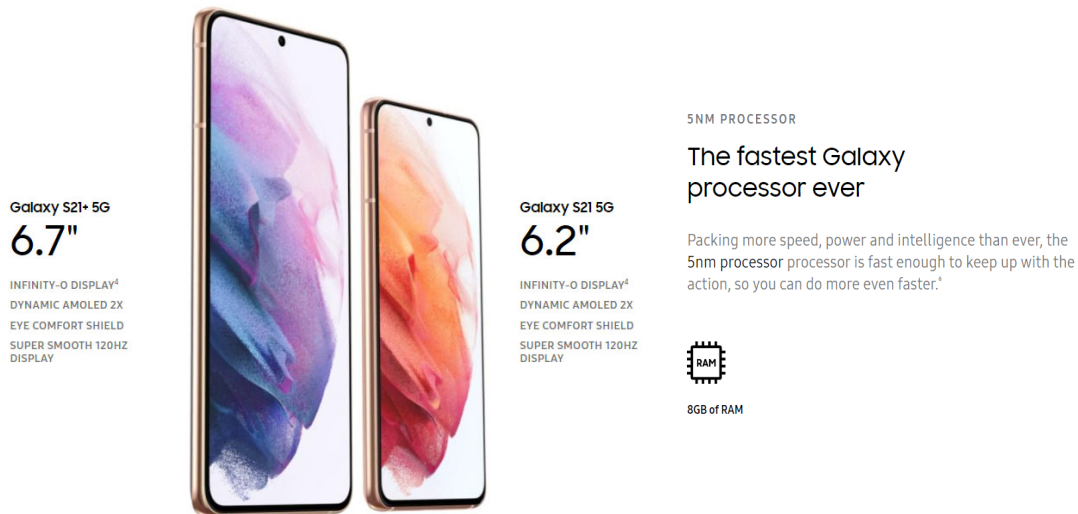 Galaxy S21+ 5G
6.7"
INFINITY-O DISPLAY⁴
DYNAMIC AMOLED 2X
EYE COMFORT SHIELD
SUPER SMOOTH 120HZ
DISPLAY
Galaxy S21 5G
6.2"
INFINITY-O DISPLAY⁴
DYNAMIC AMOLED 2X
EYE COMFORT SHIELD
SUPER SMOOTH 120HZ
DISPLAY
5NM PROCESSOR
The fastest Galaxy
processor ever
Packing more speed, power and intelligence than ever, the
5nm processor processor is fast enough to keep up with the
action, so you can do more even faster.*
RAM
8GB of RAM